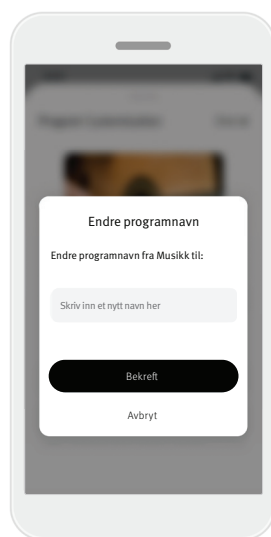 Endre programnavn
Endre programnavn fra Musikk til:
Skriv inn et nytt navn her
Bekreft
Avbryt